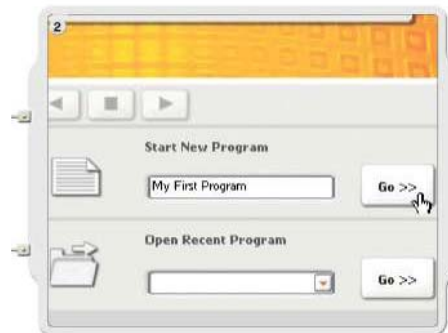 2
Start New Program
My First Program
Go >>
Open Recent Program
Go >>